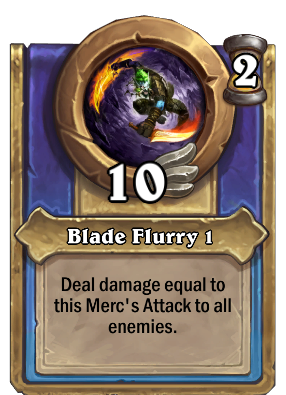 2
10
Blade Flurry 1
Deal damage equal to
this Merc's Attack to all
enemies.